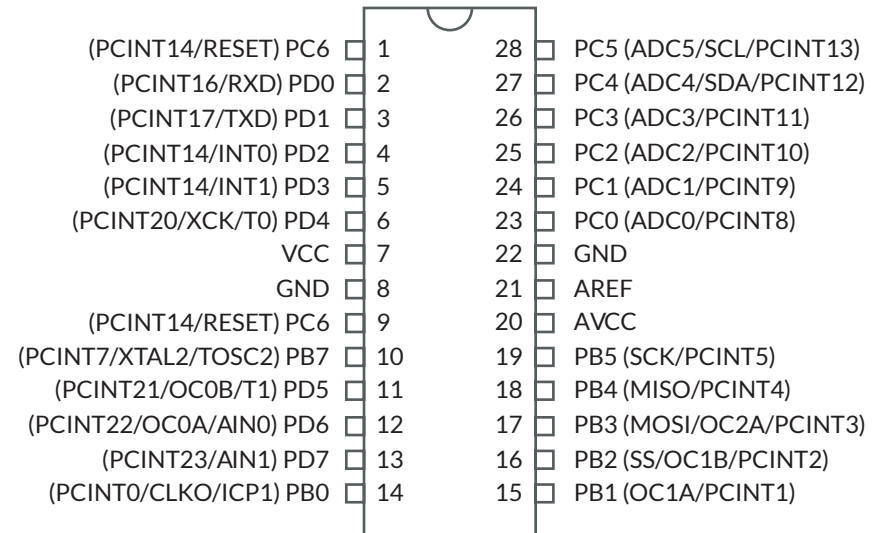 (PCINT14/RESET) PC6 1 28 PC5 (ADC5/SCL/PCINT13)
(PCINT16/RXD) PD0 2 27 PC4 (ADC4/SDA/PCINT12)
(PCINT17/TXD) PD1 3 26 PC3 (ADC3/PCINT11)
(PCINT14/INT0) PD2 4 25 PC2 (ADC2/PCINT10)
(PCINT14/INT1) PD3 5 24 PC1 (ADC1/PCINT9)
(PCINT20/XCK/T0) PD4 6 23 PC0 (ADC0/PCINT8)
VCC 7 22 GND
GND 8 21 AREF
(PCINT14/RESET) PC6 9 20 AVCC
(PCINT7/XTAL2/TOSC2) PB7 10 19 PB5 (SCK/PCINT5)
(PCINT21/OC0B/T1) PD5 11 18 PB4 (MISO/PCINT4)
(PCINT22/OC0A/AIN0) PD6 12 17 PB3 (MOSI/OC2A/PCINT3)
(PCINT23/AIN1) PD7 13 16 PB2 (SS/OC1B/PCINT2)
(PCINT0/CLKO/ICP1) PB0 14 15 PB1 (OC1A/PCINT1)